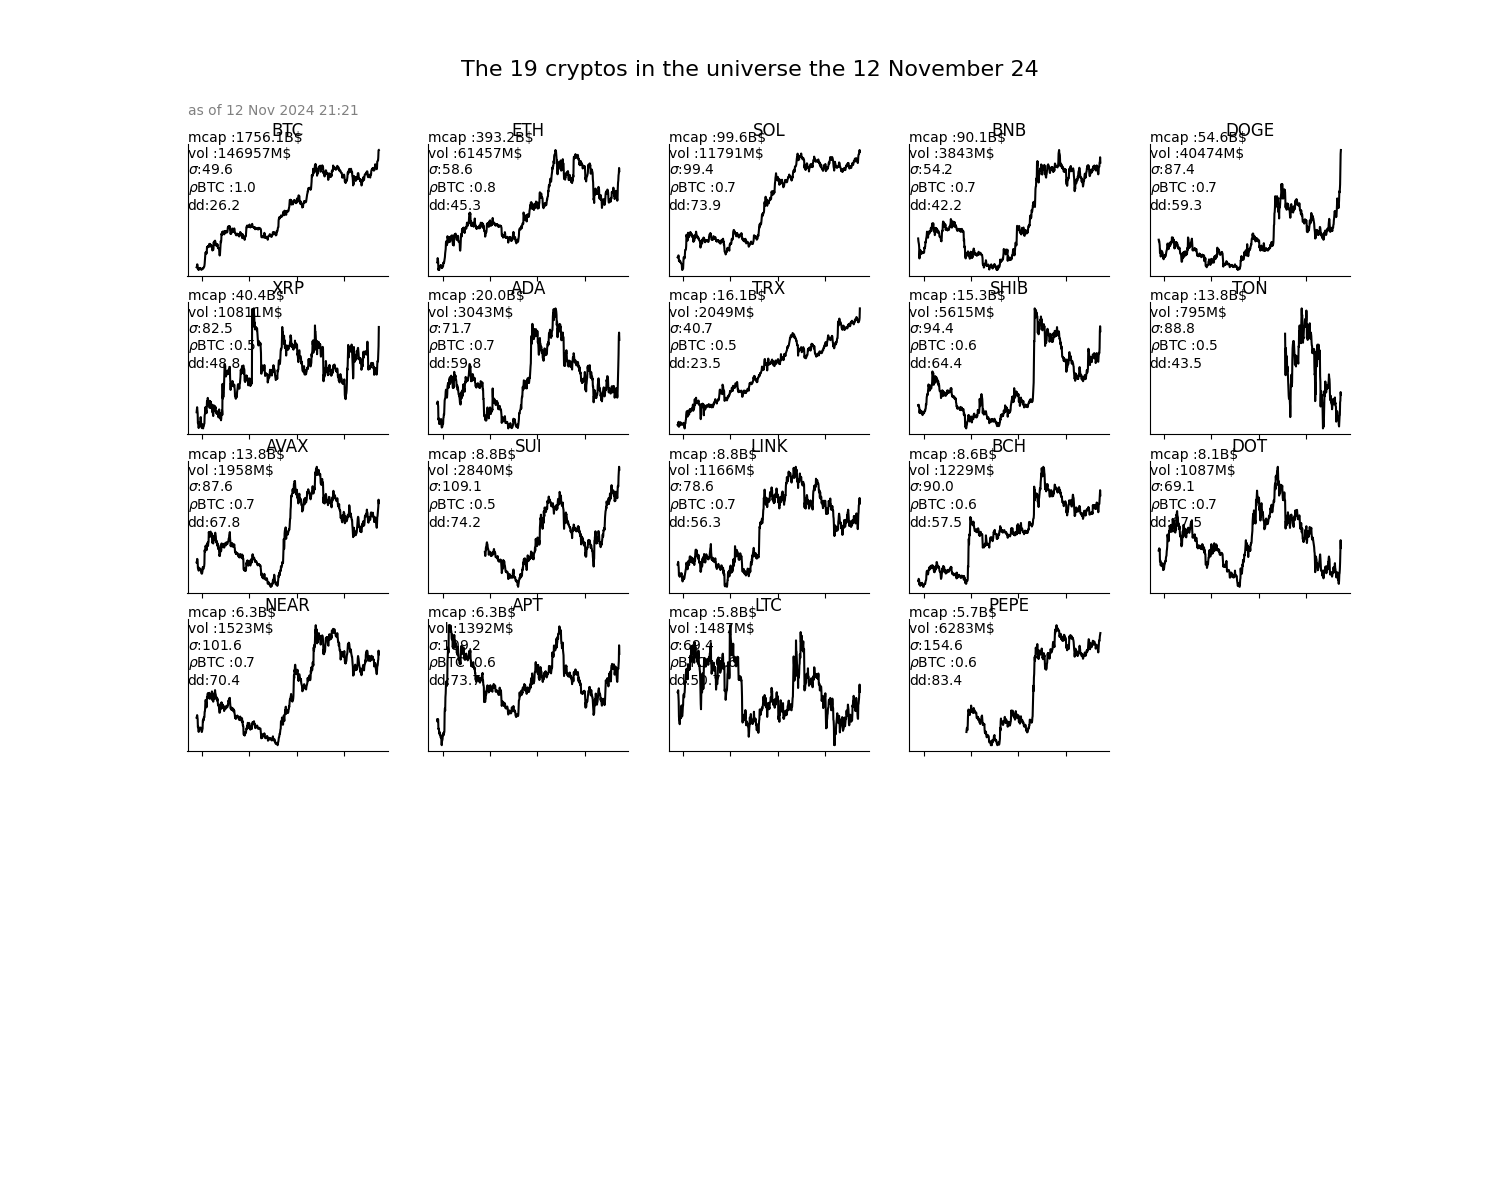 The 19 cryptos in the universe the 12 November 24
as of 12 Nov 2024 21:21
BTC
mcap :1756.1B$
vol :146957M$
σ:49.6
ρBTC :1.0
dd:26.2
ETH
mcap :393.2B$
vol :61457M$
σ:58.6
ρBTC :0.8
dd:45.3
SOL
mcap :99.6B$
vol :11791M$
σ:99.4
ρBTC :0.7
dd:73.9
BNB
mcap :90.1B$
vol :3843M$
σ:54.2
ρBTC :0.7
dd:42.2
DOGE
mcap :54.6B$
vol :40474M$
σ:87.4
ρBTC :0.7
dd:59.3
XRP
mcap :40.4B$
vol :10811M$
σ:82.5
ρBTC :0.5
dd:48.8
ADA
mcap :20.0B$
vol :3043M$
σ:71.7
ρBTC :0.7
dd:59.8
TRX
mcap :16.1B$
vol :2049M$
σ:40.7
ρBTC :0.5
dd:23.5
SHIB
mcap :15.3B$
vol :5615M$
σ:94.4
ρBTC :0.6
dd:64.4
TON
mcap :13.8B$
vol :795M$
σ:88.8
ρBTC :0.5
dd:43.5
AVAX
mcap :13.8B$
vol :1958M$
σ:87.6
ρBTC :0.7
dd:67.8
SUI
mcap :8.8B$
vol :2840M$
σ:109.1
ρBTC :0.5
dd:74.2
LINK
mcap :8.8B$
vol :1166M$
σ:78.6
ρBTC :0.7
dd:56.3
BCH
mcap :8.6B$
vol :1229M$
σ:90.0
ρBTC :0.6
dd:57.5
DOT
mcap :8.1B$
vol :1087M$
σ:69.1
ρBTC :0.7
NEAR
mcap :6.3B$
vol :1523M$
σ:101.6
ρBTC :0.7
dd:70.4
APT
mcap :6.3B$
vol :1392M$
σ:109.2
ρBTC :0.6
LTC
mcap :5.8B$
vol :1487M$
σ:69.4
ρBTC
PEPE
mcap :5.7B$
vol :6283M$
σ:154.6
ρBTC :0.6
dd:83.4